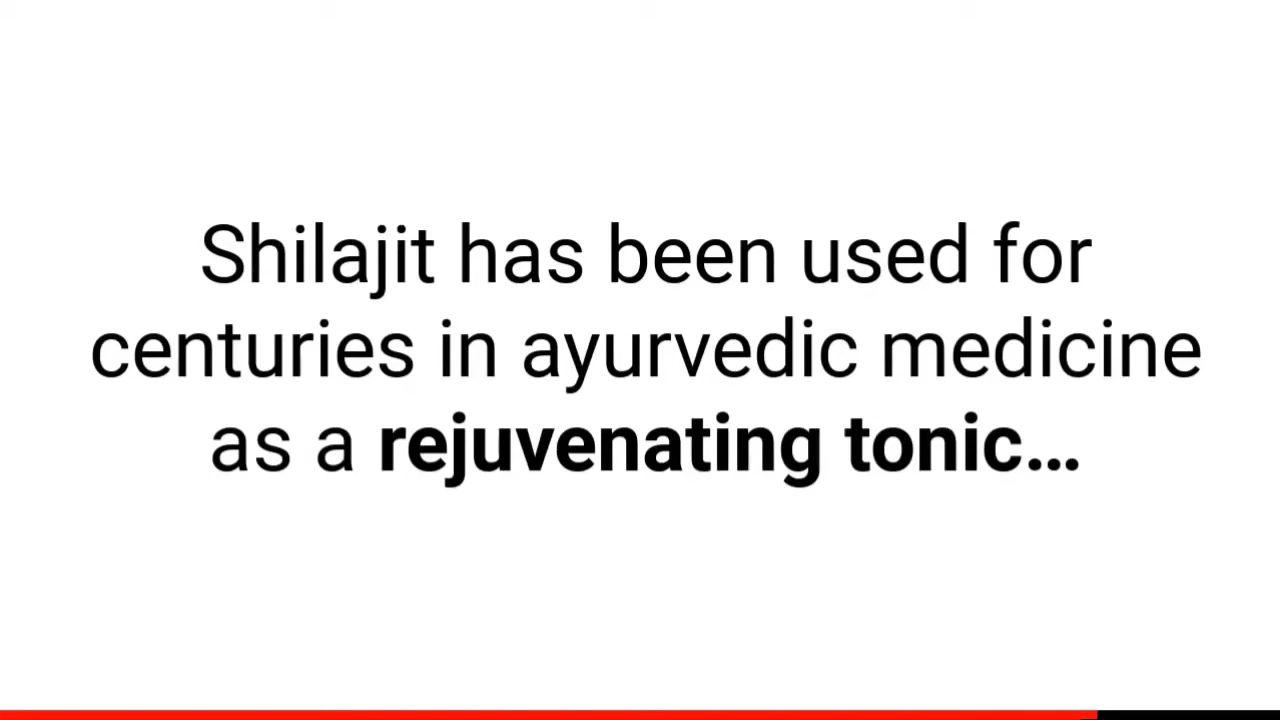 Shilajit has been used for
centuries in ayurvedic medicine
as a rejuvenating tonic...